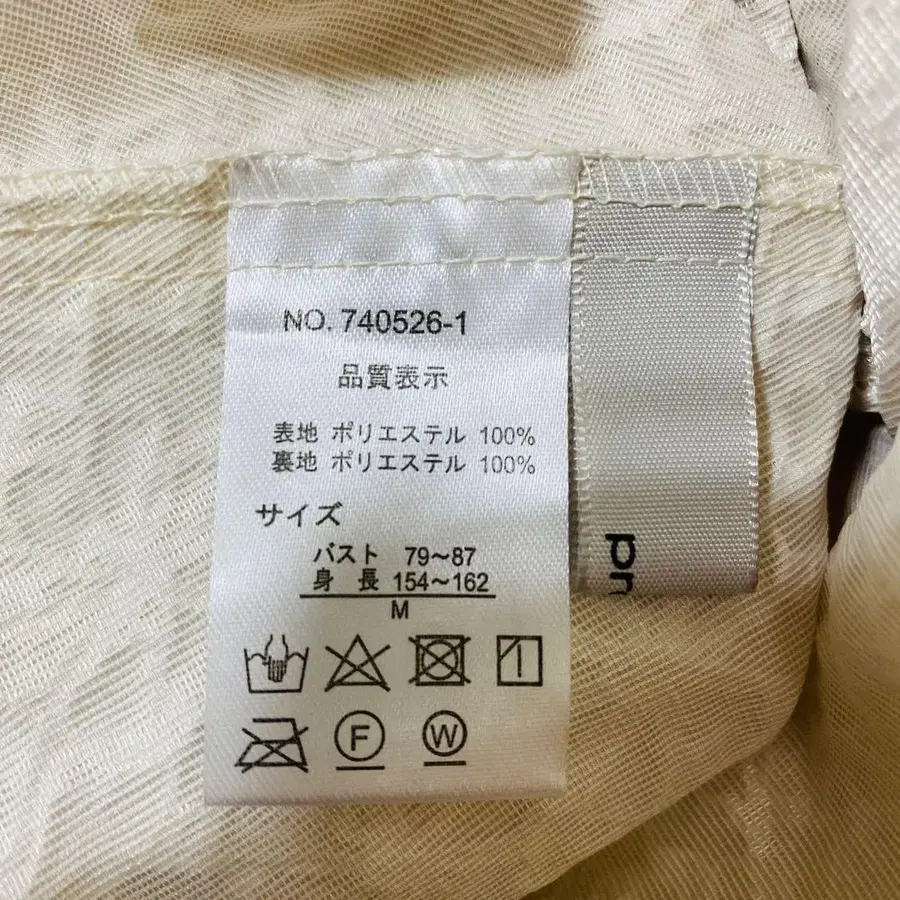 NO. 740526-1
品質表示
表地 ポリエステル 100%
裏地 ポリエステル 100%
サイズ
バスト 79～87
身 長 154～162
M
F
W
pr